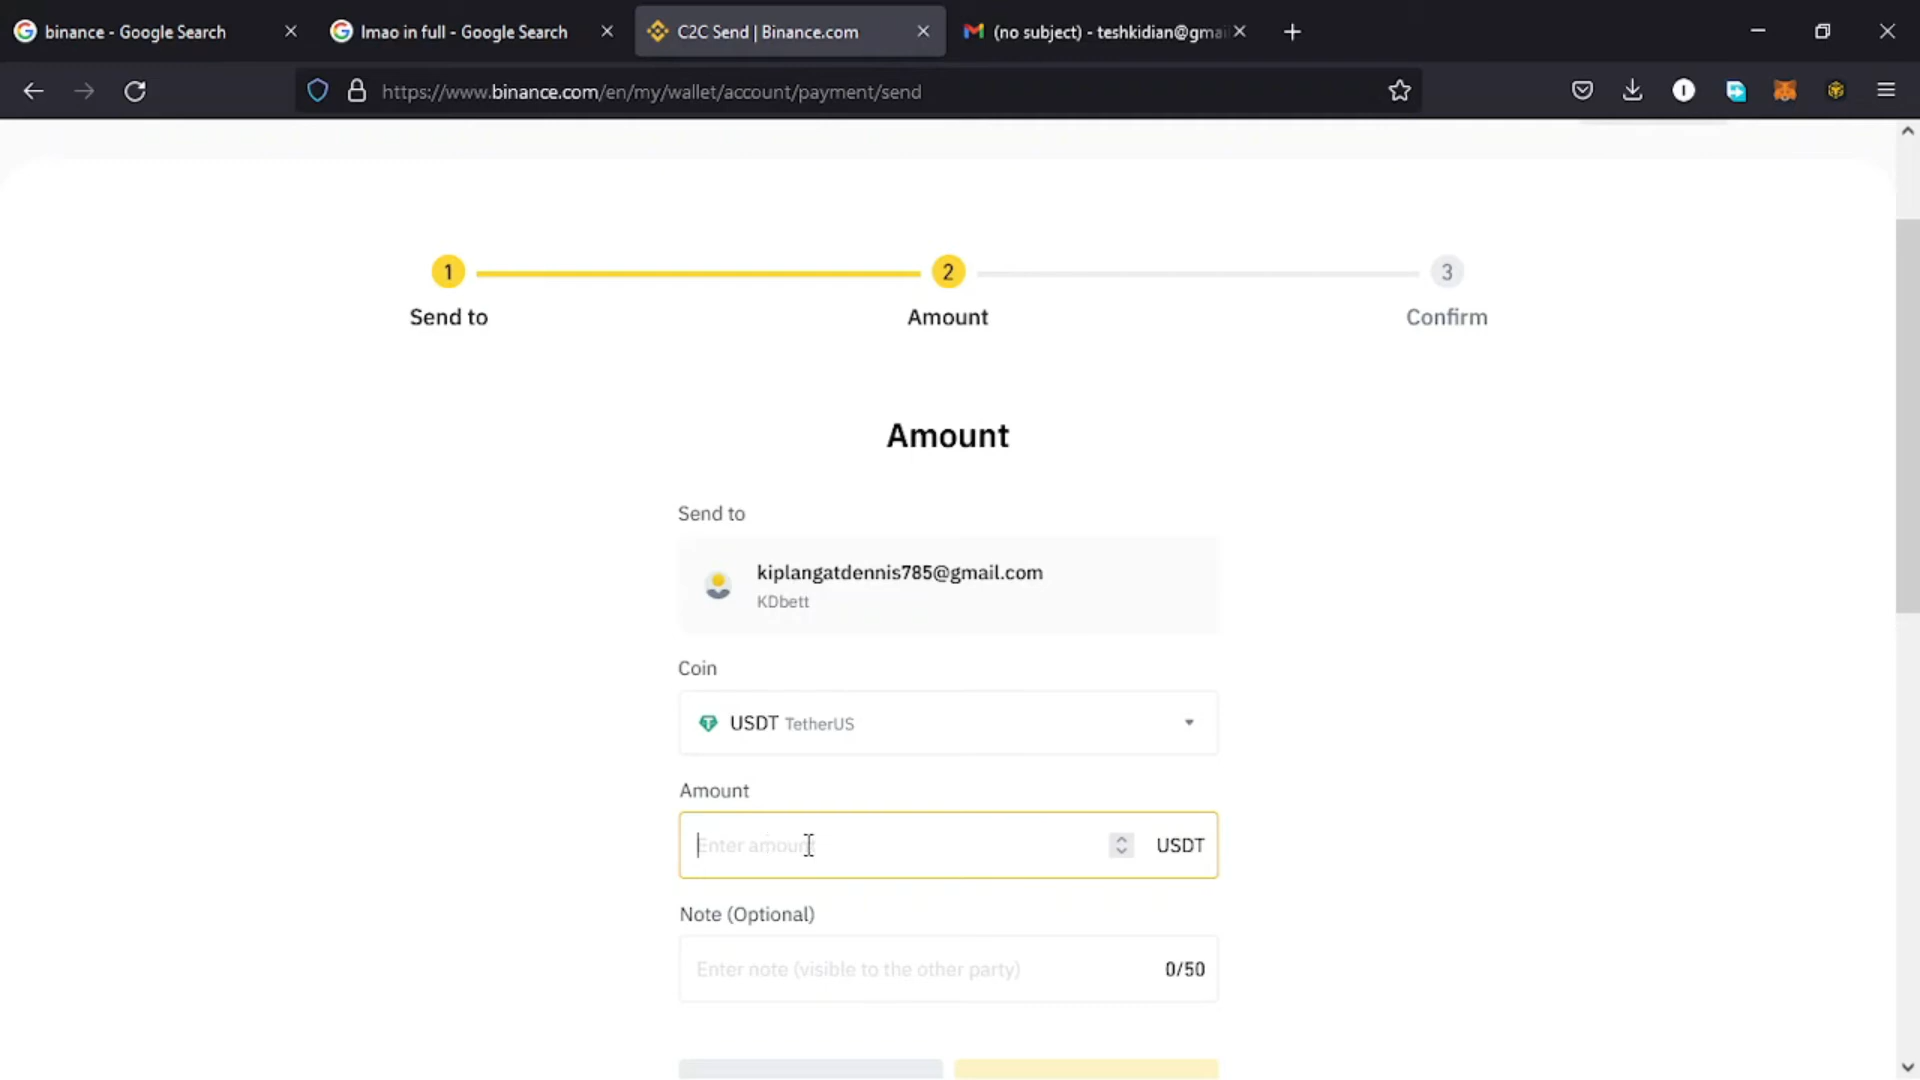 binance - Google Search
lmao in full - Google Search
C2C Send | Binance.com
(no subject) - teshkidian@gmai
https://www.binance.com/en/my/wallet/account/payment/send
1
2
3
Send to
Amount
Confirm
Amount
Send to
kiplangatdennis785@gmail.com
KDbett
Coin
USDT TetherUS
Amount
Enter amount
USDT
Note (Optional)
Enter note (visible to the other party)
0/50